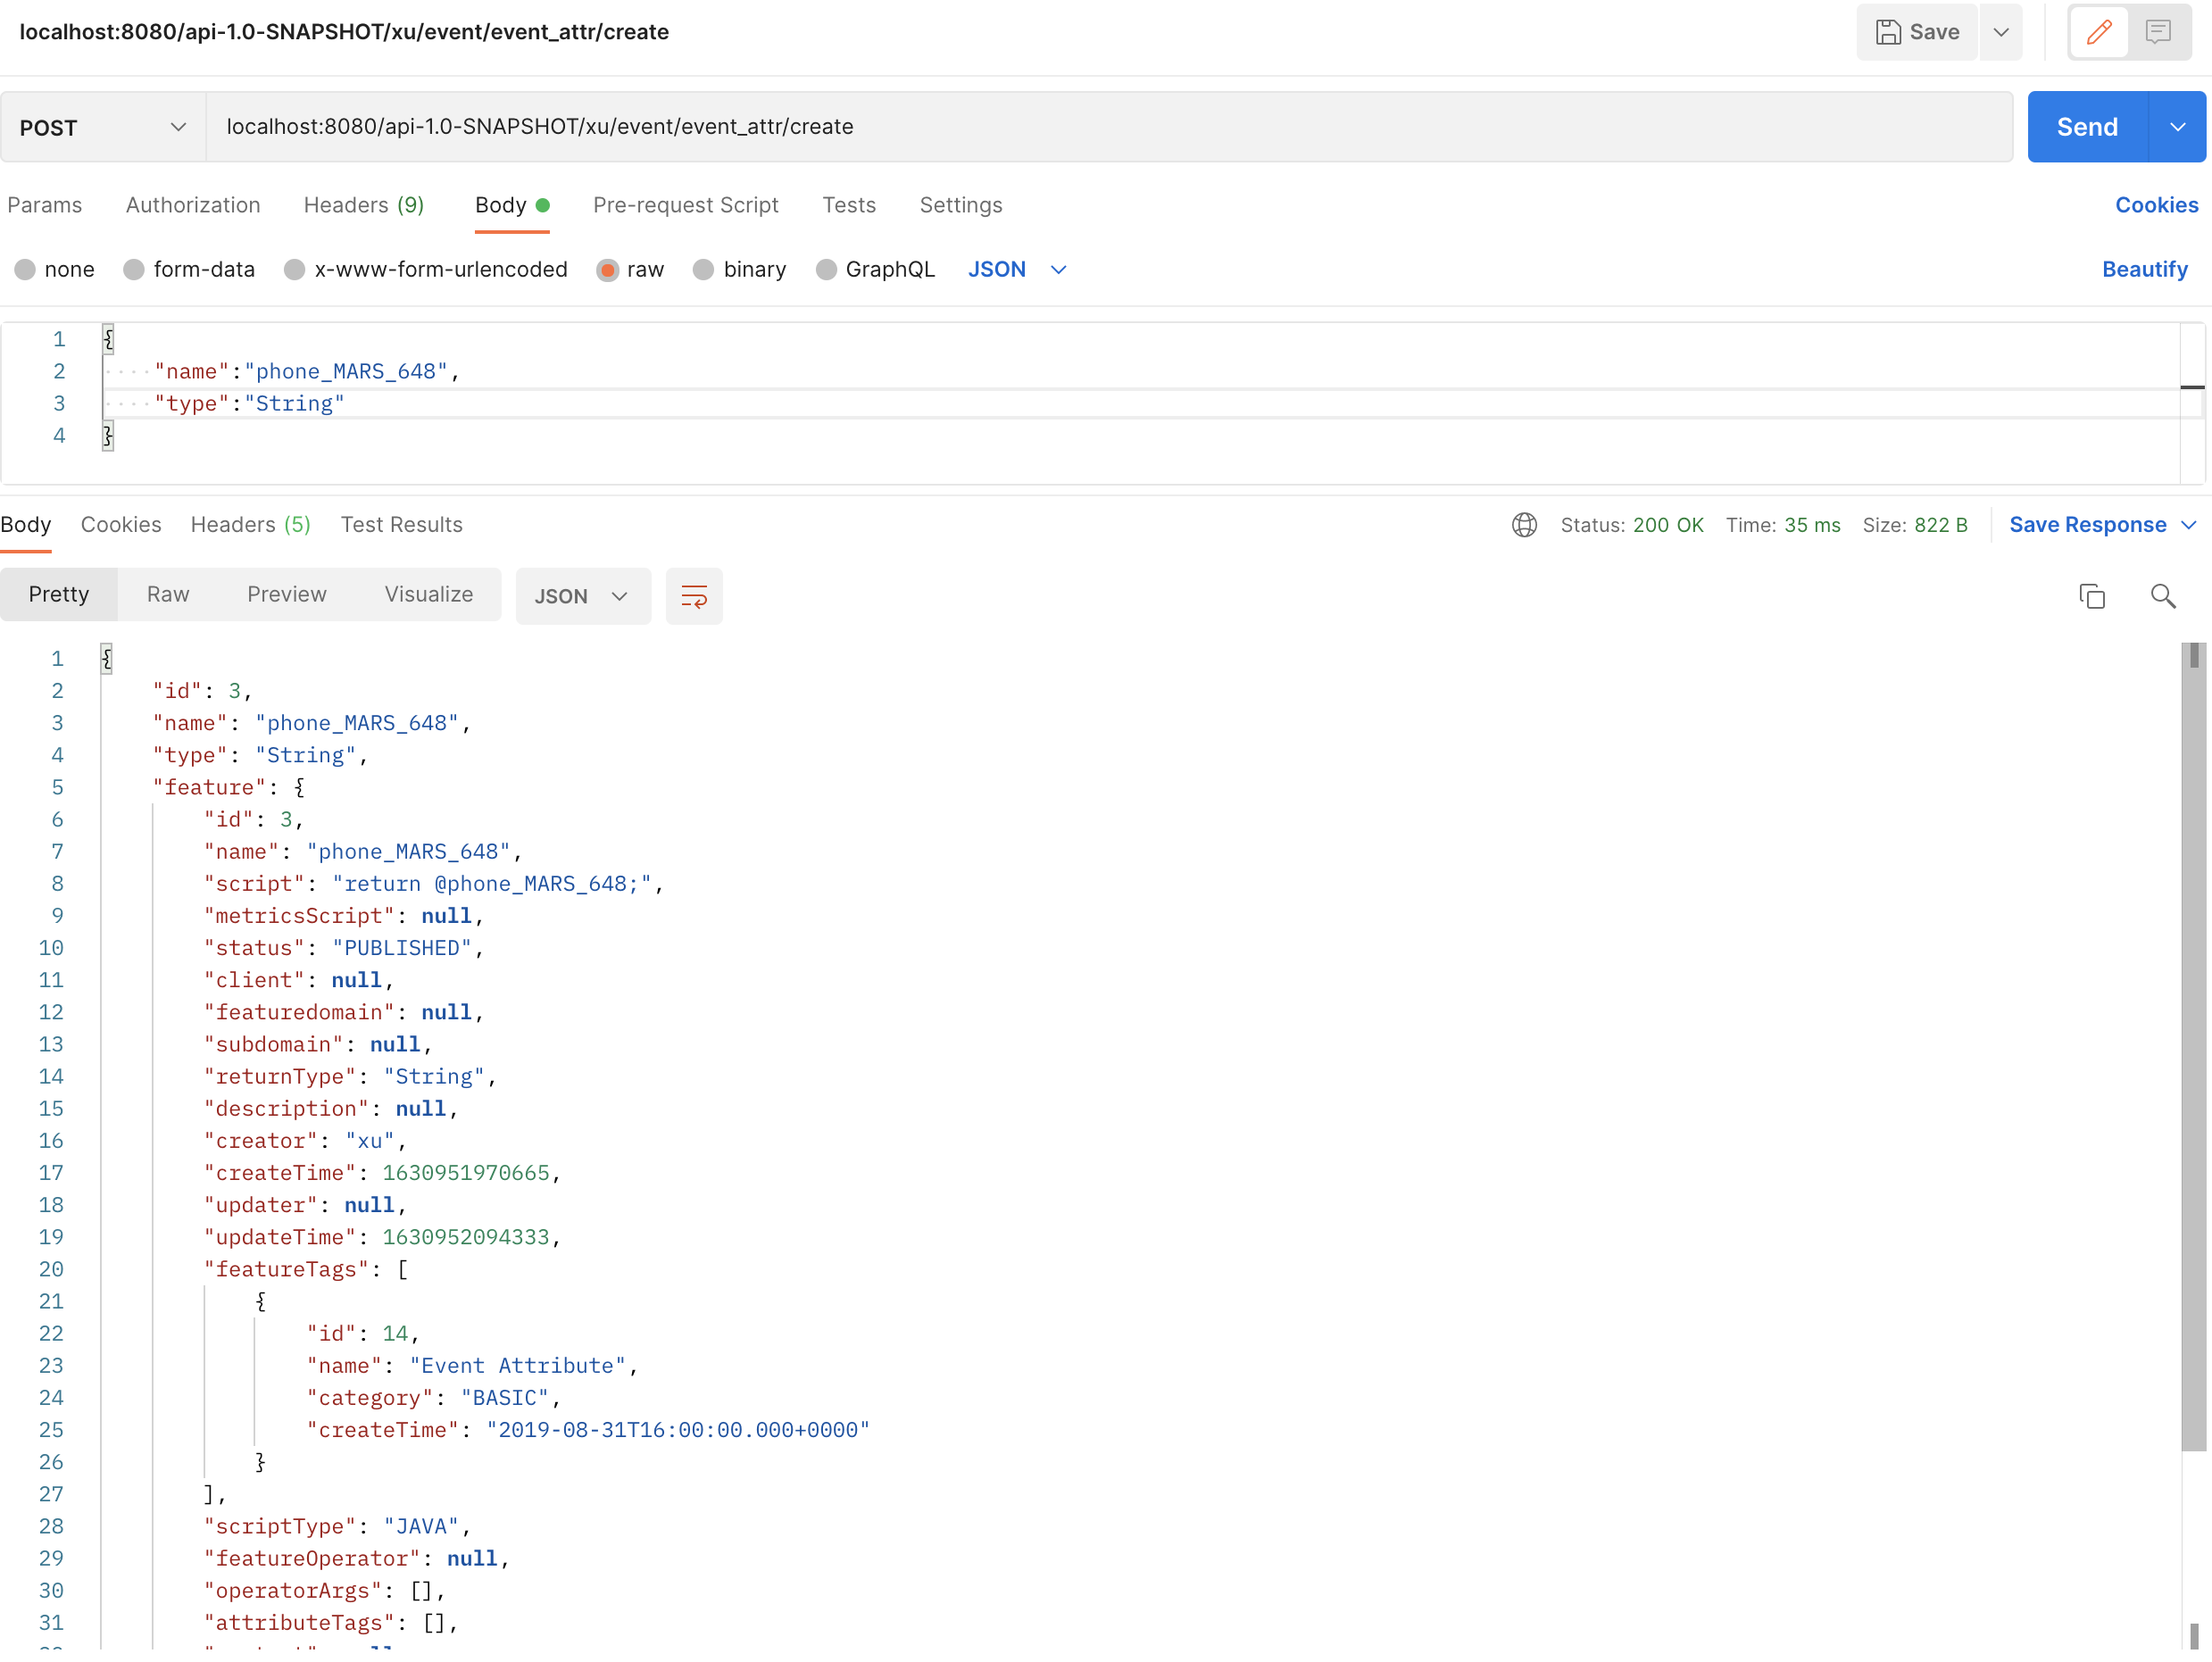 localhost:8080/api-1.0-SNAPSHOT/xu/event/event_attr/create
Save
POST
localhost:8080/api-1.0-SNAPSHOT/xu/event/event_attr/create
Send
Params Authorization Headers (9) Body Pre-request Script Tests Settings Cookies
none form-data x-www-form-urlencoded raw binary GraphQL JSON Beautify
1 {
2 "name":"phone_MARS_648",
3 "type":"String"
4 }
Body Cookies Headers (5) Test Results Status: 200 OK Time: 35 ms Size: 822 B Save Response
Pretty Raw Preview Visualize JSON
1 {
2 "id": 3,
3 "name": "phone_MARS_648",
4 "type": "String",
5 "feature": {
6 "id": 3,
7 "name": "phone_MARS_648",
8 "script": "return @phone_MARS_648;",
9 "metricsScript": null,
10 "status": "PUBLISHED",
11 "client": null,
12 "featuredomain": null,
13 "subdomain": null,
14 "returnType": "String",
15 "description": null,
16 "creator": "xu",
17 "createTime": 1630951970665,
18 "updater": null,
19 "updateTime": 1630952094333,
20 "featureTags": [
21 {
22 "id": 14,
23 "name": "Event Attribute",
24 "category": "BASIC",
25 "createTime": "2019-08-31T16:00:00.000+0000"
26 }
27 ],
28 "scriptType": "JAVA",
29 "featureOperator": null,
30 "operatorArgs": [],
31 "attributeTags": [],